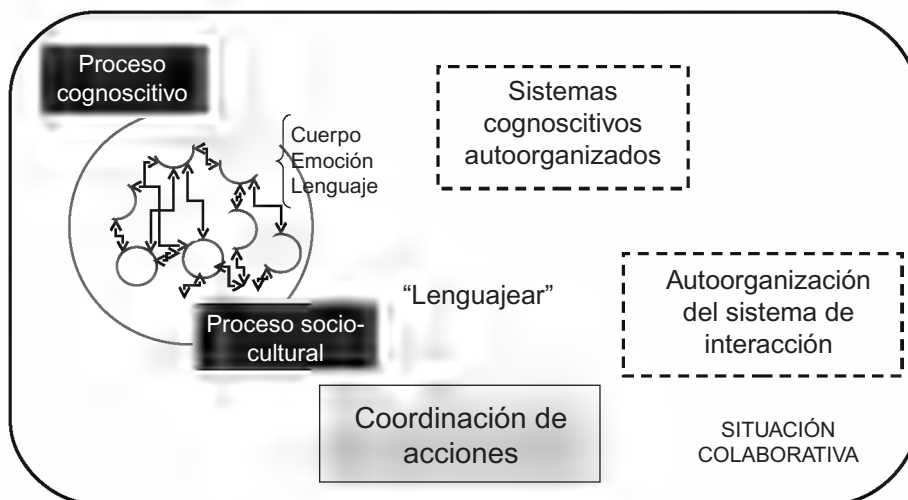 Proceso
cognoscitivo
Cuerpo
Emoción
Lenguaje
Sistemas
cognoscitivos
autoorganizados
“Lenguajear”
Proceso socio-
cultural
Autoorganización
del sistema de
interacción
Coordinación de
acciones
SITUACIÓN
COLABORATIVA